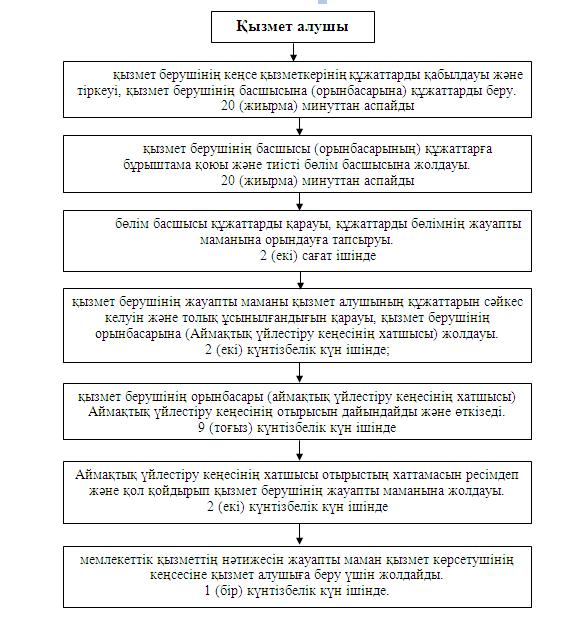 Қызмет алушы
қызмет берушінің кеңсе қызметкерінің құжаттарды қабылдауы және
тіркеуі, қызмет берушінің басшысына (орынбасарына) құжаттарды беру.
20 (жиырма) минуттан аспайды
қызмет берушінің басшысы (орынбасарының) құжаттарға
бұрыштама қоюы және тиісті бөлім басшысына жолдауы.
20 (жиырма) минуттан аспайды
бөлім басшысы құжаттарды қарауы, құжаттарды бөлімнің жауапты
маманына орындауға тапсыруы.
2 (екі) сағат ішінде
қызмет берушінің жауапты маманы қызмет алушының құжаттарын сәйкес
келуін және толық ұсынылғандығын қарауы, қызмет берушінің
орынбасарына (Аймақтық үйлестіру кеңесінің хатшысы) жолдауы.
2 (екі) күнтізбелік күн ішінде;
қызмет берушінің орынбасары (аймақтық үйлестіру кеңесінің хатшысы)
Аймақтық үйлестіру кеңесінің отырысын дайындайды және өткізеді.
9 (тоғыз) күнтізбелік күн ішінде
Аймақтық үйлестіру кеңесінің хатшысы отырыстың хаттамасын ресімдеп
және қол қойдырып қызмет берушінің жауапты маманына жолдауы.
2 (екі) күнтізбелік күн ішінде
мемлекеттік қызметтің нәтижесін жауапты маман қызмет көрсетушінің
кеңсесіне қызмет алушыға беру үшін жолдайды.
1 (бір) күнтізбелік күн ішінде.